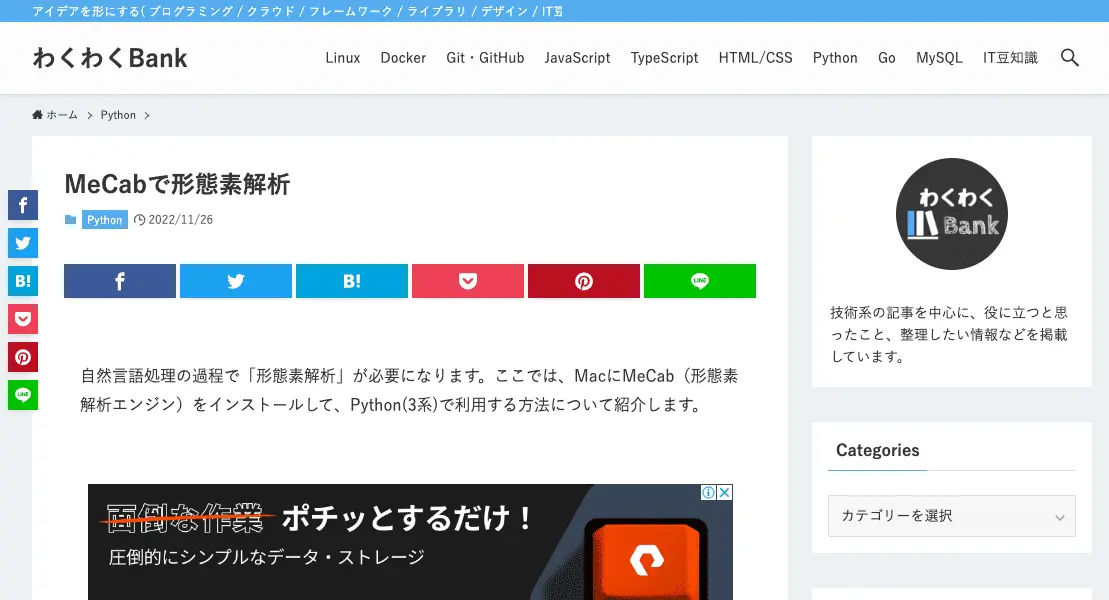 アイデアを形にする( プログラミング / クラウド / フレームワーク / ライブラリ / デザイン / IT豆
わくわくBank
Linux Docker Git・GitHub JavaScript TypeScript HTML/CSS Python Go MySQL IT豆知識
ホーム > Python >
MeCabで形態素解析
Python 2022/11/26
B!
LINE
B!
LINE
自然言語処理の過程で「形態素解析」が必要になります。ここでは、MacにMeCab（形態素
解析エンジン）をインストールして、Python(3系)で利用する方法について紹介します。
面倒な作業 ポチッとするだけ！
圧倒的にシンプルなデータ・ストレージ
わくわく
Bank
技術系の記事を中心に、役に立つと思
ったこと、整理したい情報などを掲載
しています。
Categories
カテゴリーを選択